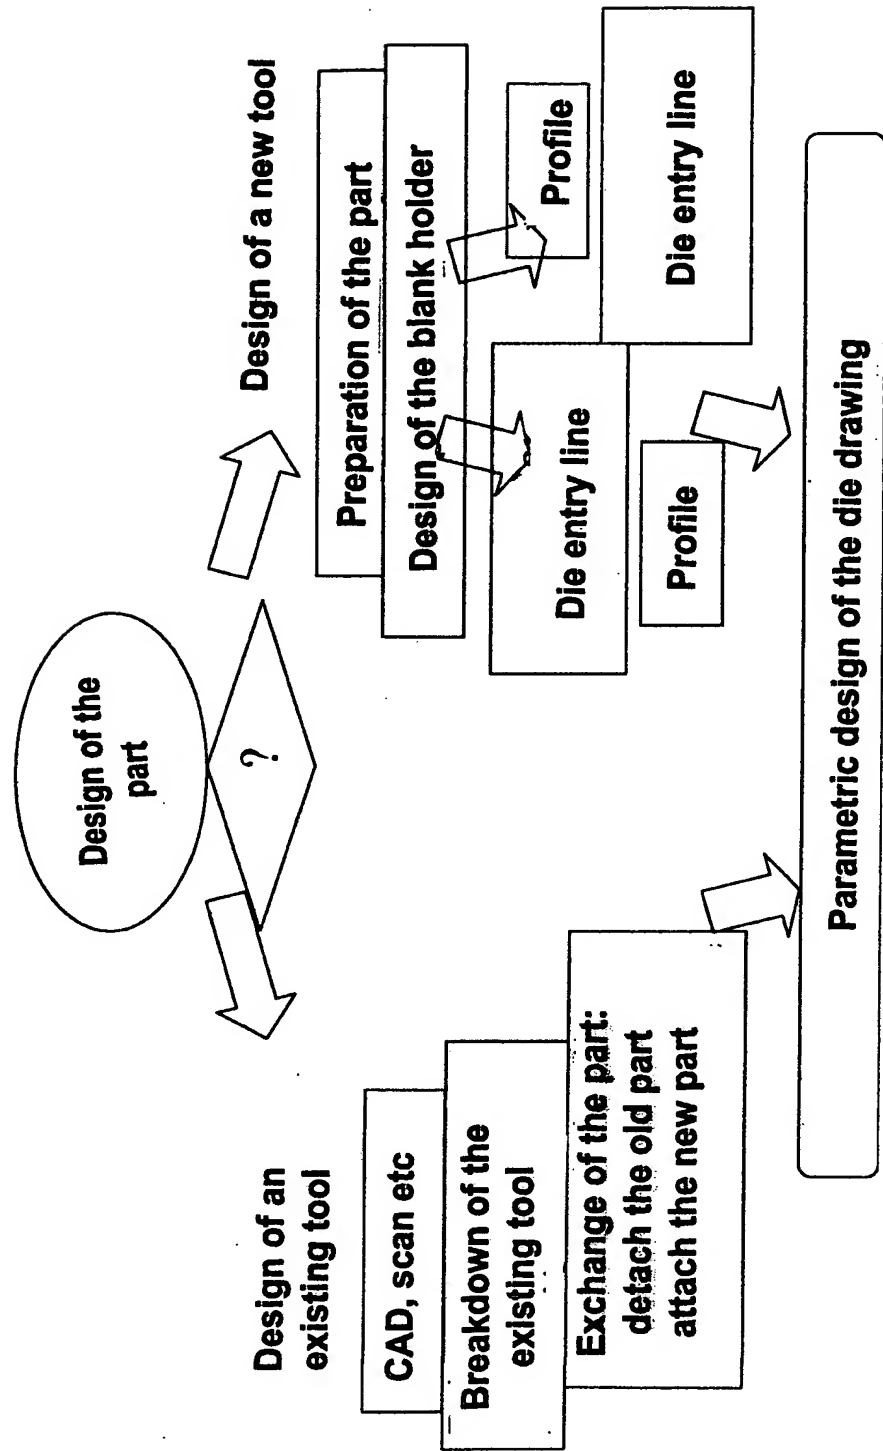 Design of the
part
?
Design of an
existing tool
CAD, scan etc
Breakdown of the
existing tool
Exchange of the part:
detach the old part
attach the new part
Design of a new tool
Preparation of the part
Design of the blank holder
Die entry line
Profile
Profile
Die entry line
Parametric design of the die drawing